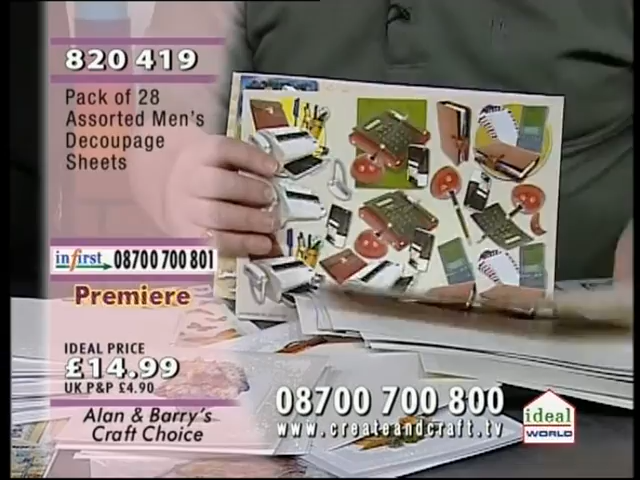 820 419
Pack of 28
Assorted Men's
Decoupage
Sheets
infirst 08700 700 801
Premiere
IDEAL PRICE
£14.99
UK P&P £4.90
Alan & Barry's
Craft Choice
08700 700 800
www.createandcraft.tv
ideal
WORLD